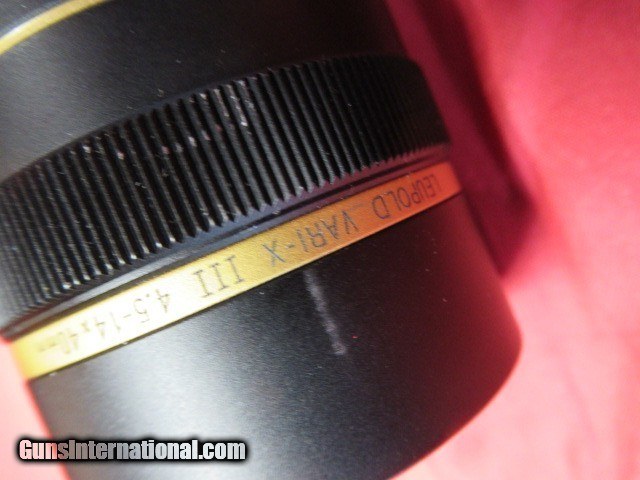 LEUPOLD VARI-X III 4.5-14x40mm
GunsInternational.com